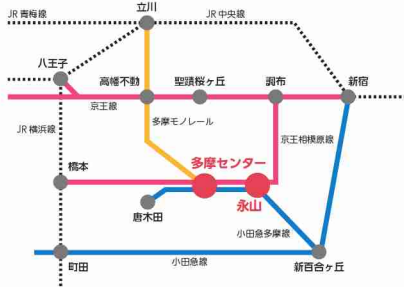 立川
JR 青梅線
JR 中央線
八王子
高幡不動
聖蹟桜ヶ丘
調布
新宿
京王線
多摩モノレール
JR 横浜線
京王相模原線
橋本
多摩センター
永山
唐木田
小田急多摩線
町田
小田急線
新百合ヶ丘